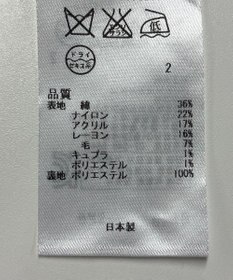 低
ドライ
セキユ系
2
品質
表地 綿 36%
ナイロン 22%
アクリル 17%
レーヨン 16%
毛 7%
キュプラ 1%
ポリエステル 1%
裏地 ポリエステル 100%
日本製